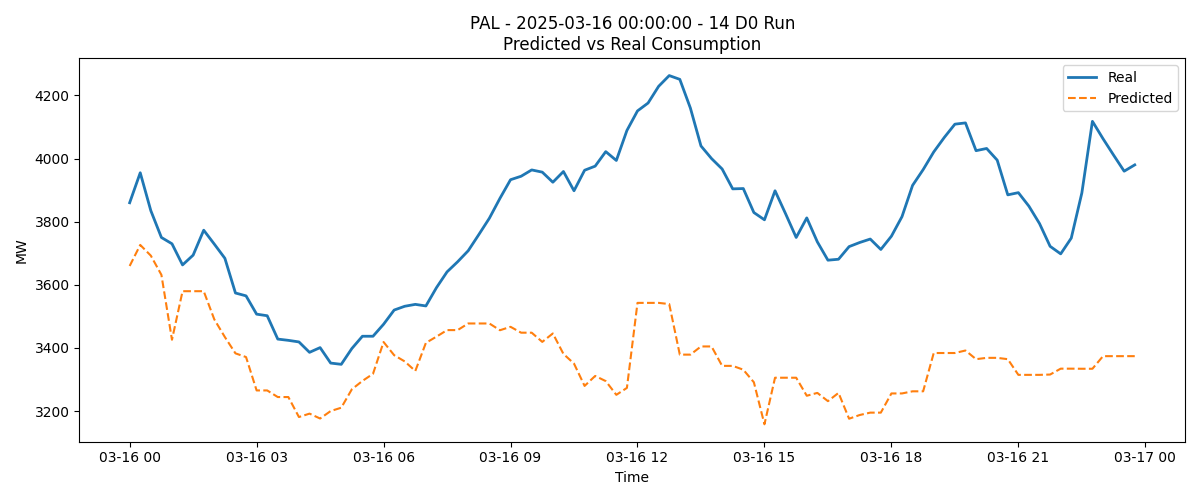 PAL - 2025-03-16 00:00:00 - 14 D0 Run
Predicted vs Real Consumption
Real
Predicted
MW
4200
4000
3800
3600
3400
3200
03-16 00 03-16 03 03-16 06 03-16 09 03-16 12 03-16 15 03-16 18 03-16 21 03-17 00
Time